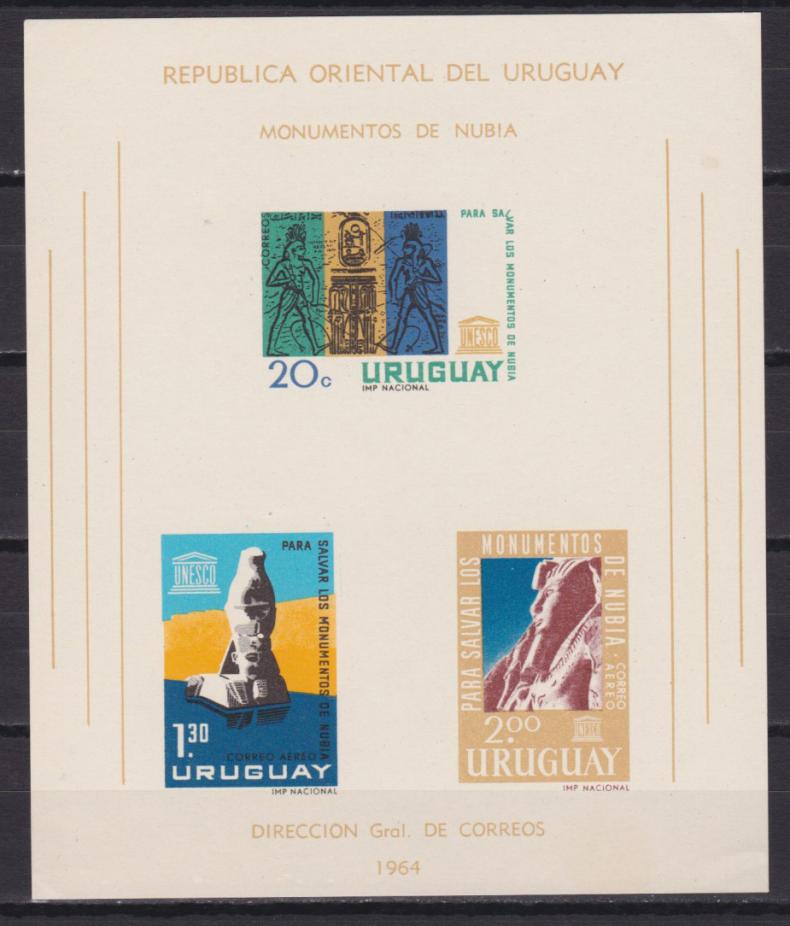 REPUBLICA ORIENTAL DEL URUGUAY
MONUMENTOS DE NUBIA
CORREOS
PARA SALVAR LOS MONUMENTOS DE NUBIA
UNESCO
20c
URUGUAY
IMP NACIONAL
UNESCO
PARA SALVAR LOS MONUMENTOS DE NUBIA
1.30
CORREO AEREO
URUGUAY
IMP NACIONAL
PARA SALVAR LOS MONUMENTOS DE NUBIA ·
CORREO
AEREO
2.00
UNESCO
URUGUAY
IMP NACIONAL
DIRECCION Gral. DE CORREOS
1964